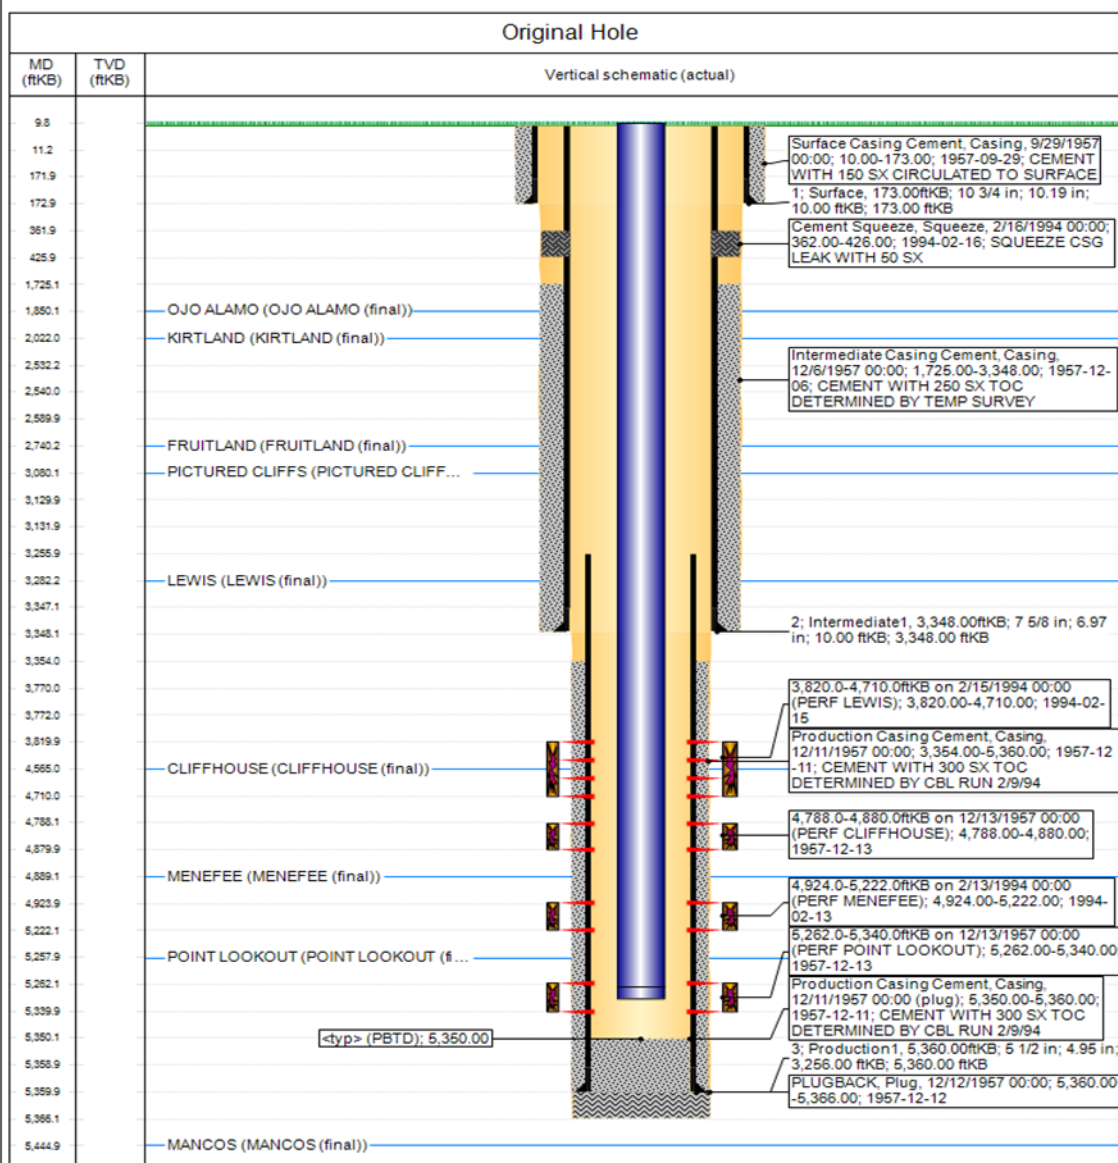 Original Hole
MD
(ftKB)
TVD
(ftKB)
Vertical schematic (actual)
9.8
11.2
171.9
172.9
361.9
425.9
1,725.1
1,850.1
2,022.0
2,532.2
2,540.0
2,589.9
2,740.2
3,080.1
3,129.9
3,131.9
3,255.9
3,282.2
3,347.1
3,348.1
3,354.0
3,770.0
3,772.0
3,819.9
4,565.0
4,710.0
4,788.1
4,879.9
4,889.1
4,923.9
5,222.1
5,257.9
5,262.1
5,339.9
5,350.1
5,358.9
5,359.9
5,366.1
5,444.9
OJO ALAMO (OJO ALAMO (final))
KIRTLAND (KIRTLAND (final))
FRUITLAND (FRUITLAND (final))
PICTURED CLIFFS (PICTURED CLIFF...
LEWIS (LEWIS (final))
CLIFFHOUSE (CLIFFHOUSE (final))
MENEFEE (MENEFEE (final))
POINT LOOKOUT (POINT LOOKOUT (fi...
<typ> (PBTD); 5,350.00
MANCOS (MANCOS (final))
Surface Casing Cement, Casing, 9/29/1957
00:00; 10.00-173.00; 1957-09-29; CEMENT
WITH 150 SX CIRCULATED TO SURFACE
1; Surface, 173.00ftKB; 10 3/4 in; 10.19 in;
10.00 ftKB; 173.00 ftKB
Cement Squeeze, Squeeze, 2/16/1994 00:00;
362.00-426.00; 1994-02-16; SQUEEZE CSG
LEAK WITH 50 SX
Intermediate Casing Cement, Casing,
12/6/1957 00:00; 1,725.00-3,348.00; 1957-12-
06; CEMENT WITH 250 SX TOC
DETERMINED BY TEMP SURVEY
2; Intermediate1, 3,348.00ftKB; 7 5/8 in; 6.97
in; 10.00 ftKB; 3,348.00 ftKB
3,820.0-4,710.0ftKB on 2/15/1994 00:00
(PERF LEWIS); 3,820.00-4,710.00; 1994-02-
15
Production Casing Cement, Casing,
12/11/1957 00:00; 3,354.00-5,360.00; 1957-12
-11; CEMENT WITH 300 SX TOC
DETERMINED BY CBL RUN 2/9/94
4,788.0-4,880.0ftKB on 12/13/1957 00:00
(PERF CLIFFHOUSE); 4,788.00-4,880.00;
1957-12-13
4,924.0-5,222.0ftKB on 2/13/1994 00:00
(PERF MENEFEE); 4,924.00-5,222.00; 1994-
02-13
5,262.0-5,340.0ftKB on 12/13/1957 00:00
(PERF POINT LOOKOUT); 5,262.00-5,340.00
1957-12-13
Production Casing Cement, Casing,
12/11/1957 00:00 (plug); 5,350.00-5,360.00;
1957-12-11; CEMENT WITH 300 SX TOC
DETERMINED BY CBL RUN 2/9/94
3; Production1, 5,360.00ftKB; 5 1/2 in; 4.95 in;
3,256.00 ftKB; 5,360.00 ftKB
PLUGBACK, Plug, 12/12/1957 00:00; 5,360.00
-5,366.00; 1957-12-12